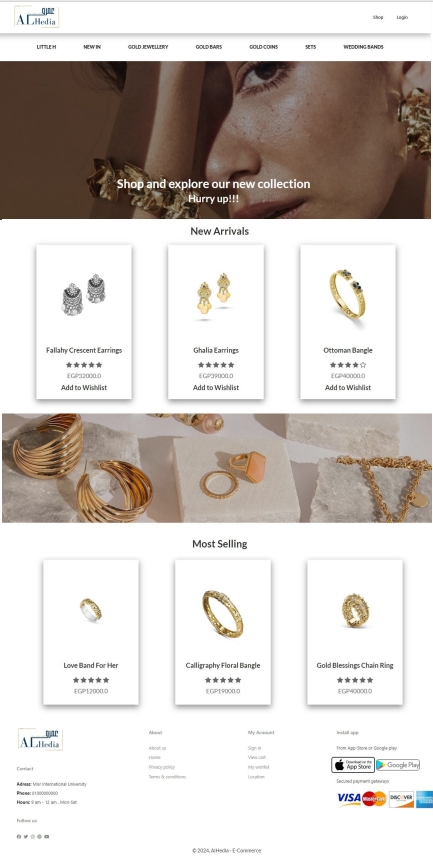 AL Hedia
Shop Login
LITTLE H NEW IN GOLD JEWELLERY GOLD BARS GOLD COINS SETS WEDDING BANDS
Shop and explore our new collection
Hurry up!!!
New Arrivals
Fallahy Crescent Earrings Ghalia Earrings Ottoman Bangle
EGP32000.0 EGP39000.0 EGP40000.0
Add to Wishlist Add to Wishlist Add to Wishlist
Most Selling
Love Band For Her Calligraphy Floral Bangle Gold Blessings Chain Ring
EGP12000.0 EGP19000.0 EGP40000.0
AL Hedia
Contact
Adress: Misr International University
Phone: 01000000000
Hours: 9 am - 12 am . Mon-Sat
Follow us
About
About us
Home
Privacy policy
Terms & conditions
My Account
Sign in
View cart
My wishlist
Location
Install app
From App Store or Google play
Download on the
App Store
Google Play
Secured payment gateways
VISA MasterCard DISCOVER
© 2024, AlHedia - E-Commerce